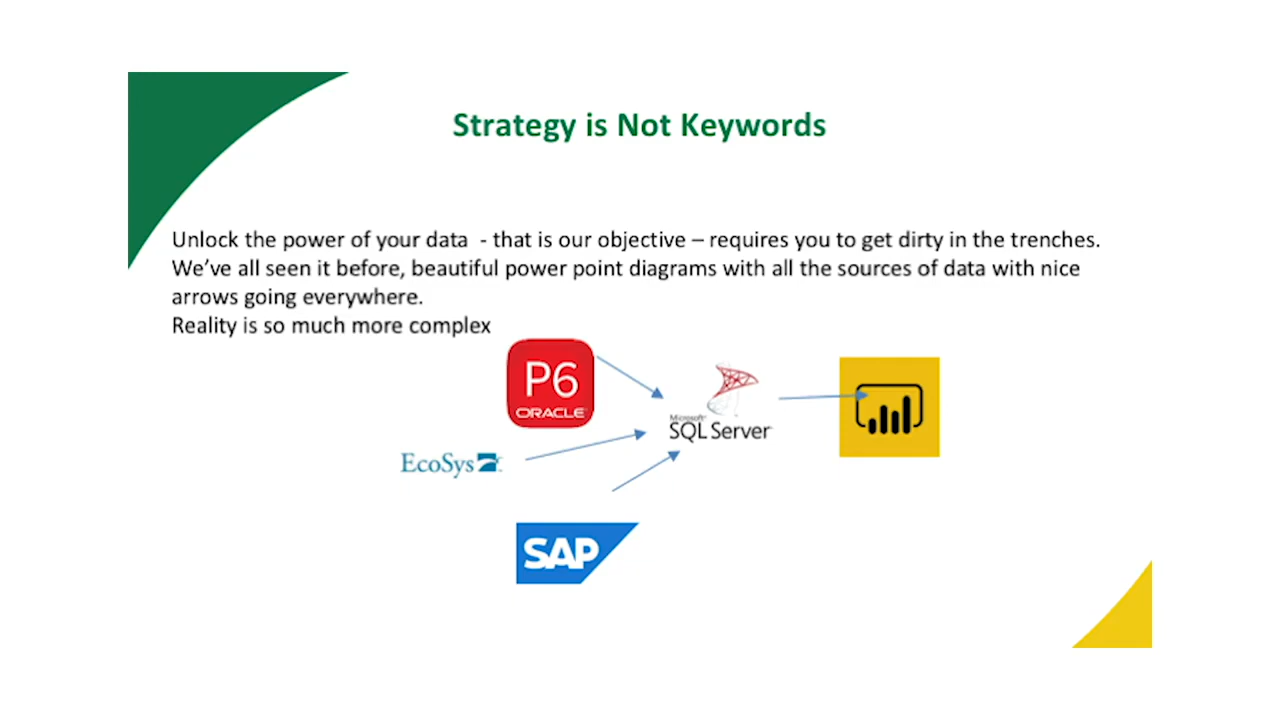 Strategy is Not Keywords
Unlock the power of your data  - that is our objective – requires you to get dirty in the trenches.
We’ve all seen it before, beautiful power point diagrams with all the sources of data with nice
arrows going everywhere.
Reality is so much more complex
P6
ORACLE
Microsoft
SQL Server
EcoSys
SAP